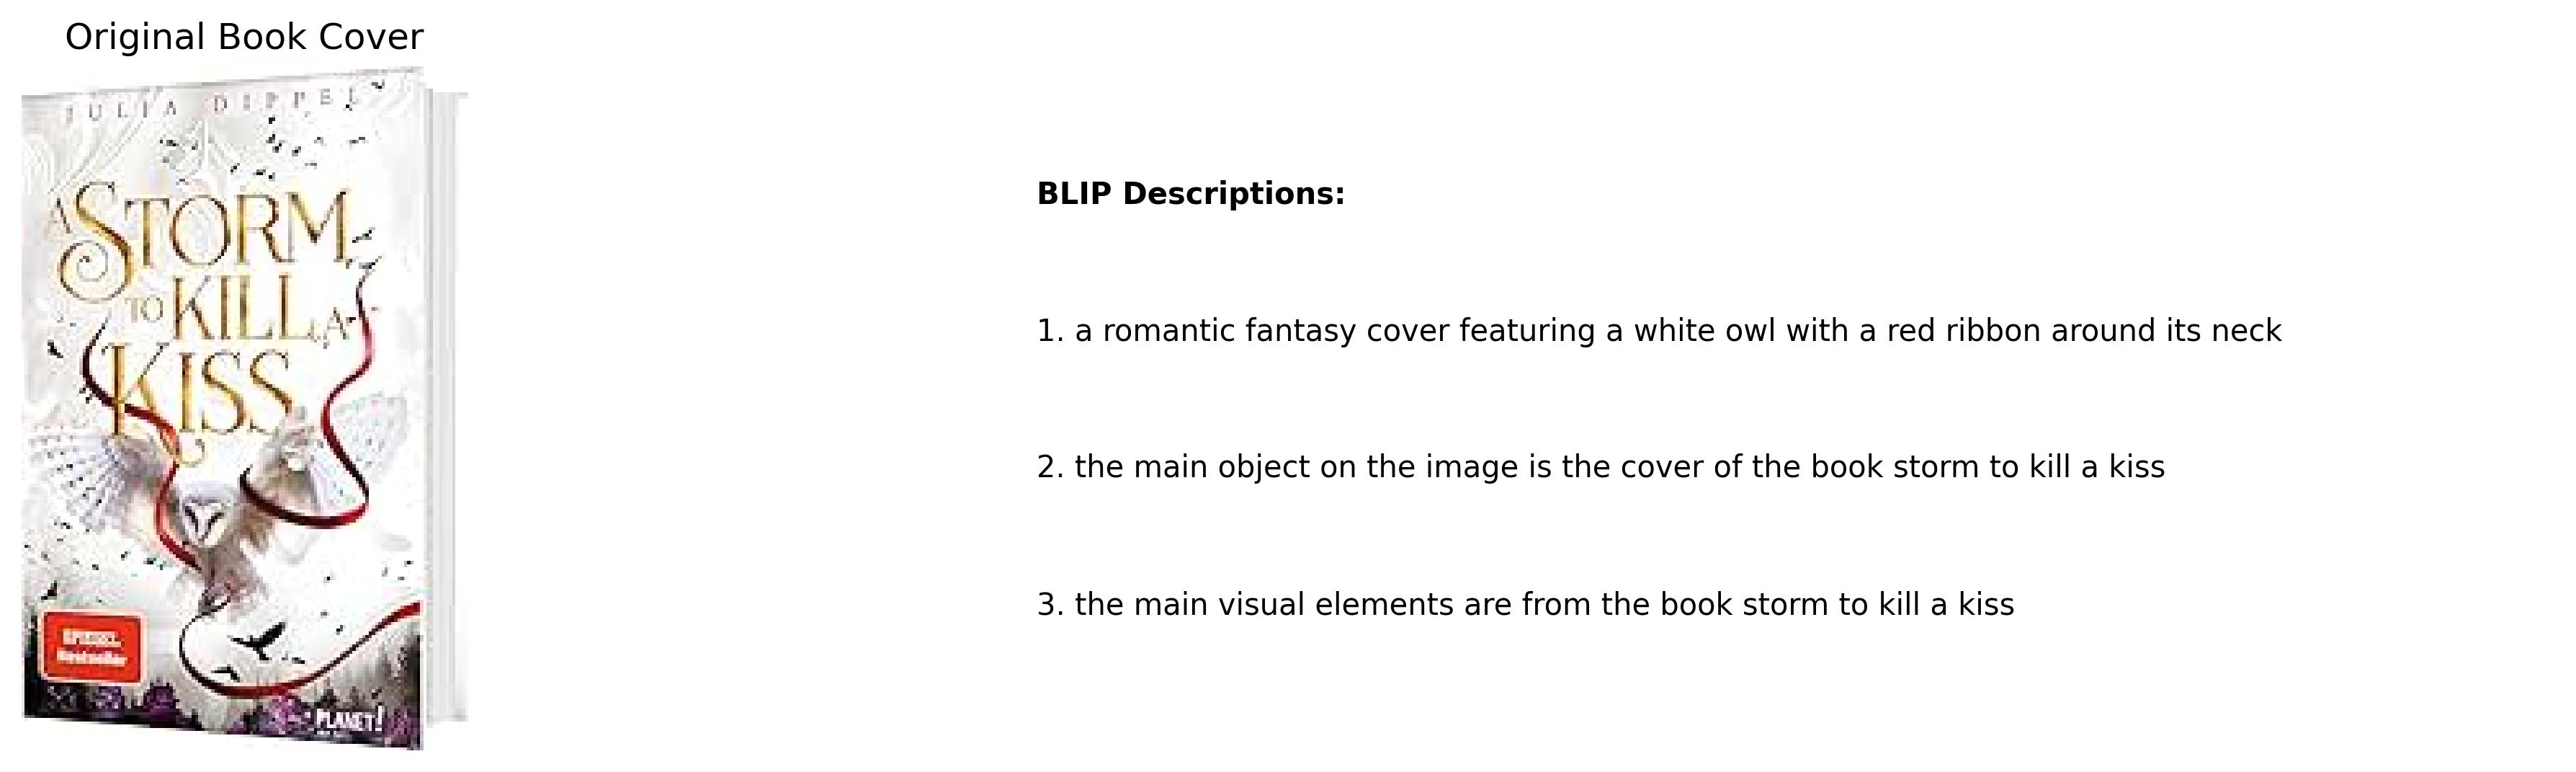 Original Book Cover
JULIA DIPPEL
A STORM
TO KILL A
KISS
SPIEGEL
Bestseller
PLANET!
BLIP Descriptions:
1. a romantic fantasy cover featuring a white owl with a red ribbon around its neck
2. the main object on the image is the cover of the book storm to kill a kiss
3. the main visual elements are from the book storm to kill a kiss